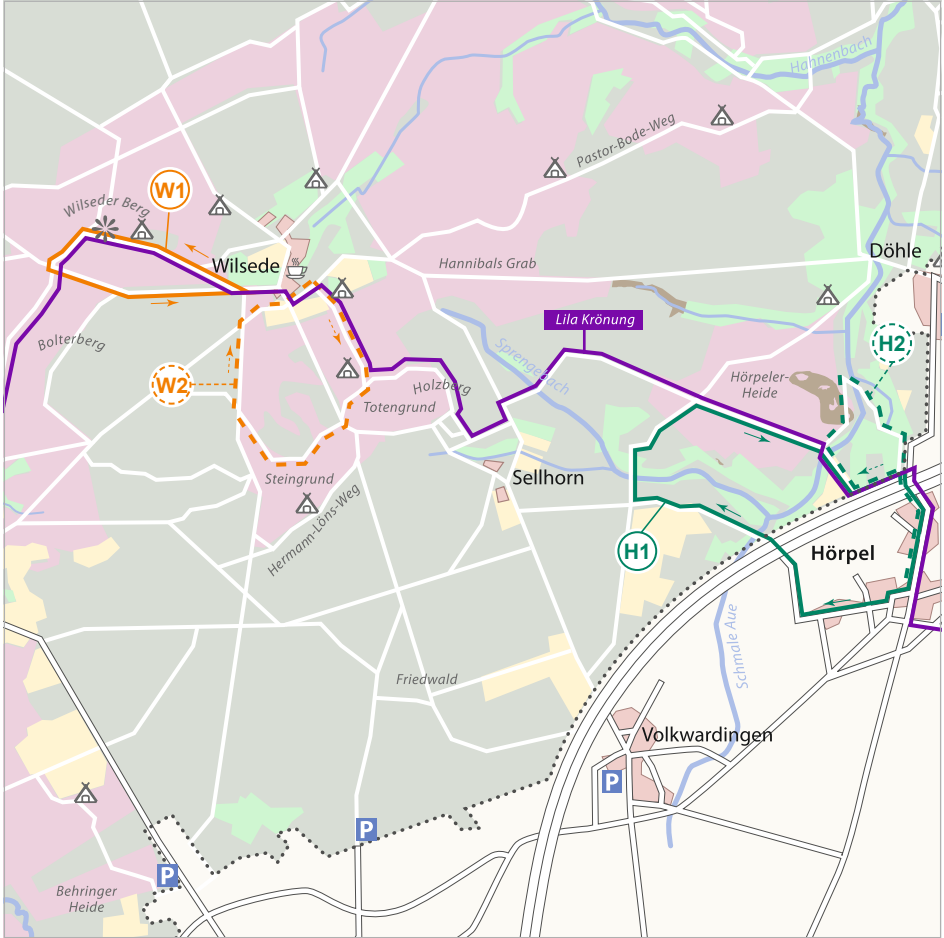 Hahnenbach
Pastor-Bode-Weg
W1
Wilseder Berg
Wilsede
Hannibals Grab
Döhle
Lila Krönung
H2
Bolterberg
Sprengebach
W2
Holzberg
Totengrund
Hörpeler-
Heide
Steingrund
Sellhorn
Hermann-Löns-Weg
H1
Hörpel
Schmale Aue
Friedwald
Volkwardingen
P
P
P
Behringer
Heide